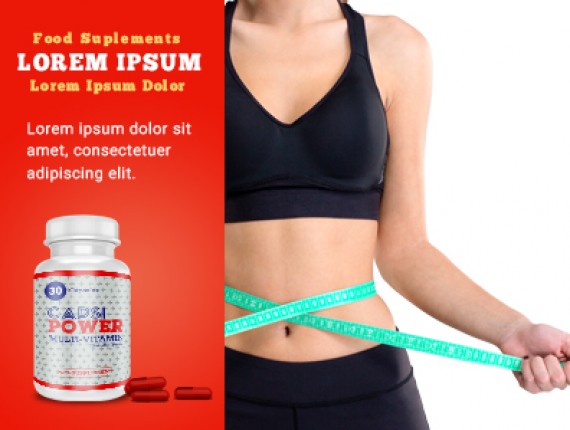 Food Suplements
LOREM IPSUM
Lorem Ipsum Dolor
Lorem ipsum dolor sit
amet, consectetuer
adipiscing elit.
30
CAPSI
POWER
MULTI-VITAMIN